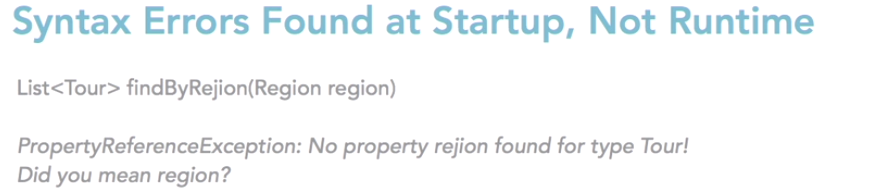 Syntax Errors Found at Startup, Not Runtime
List<Tour> findByRejion(Region region)
PropertyReferenceException: No property rejion found for type Tour!
Did you mean region?